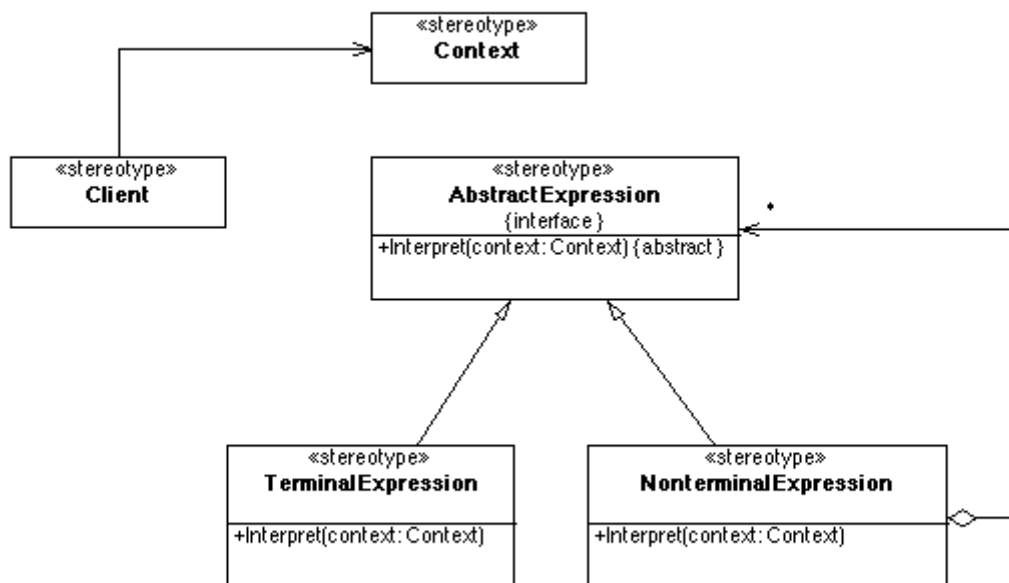 «stereotype»
Context
«stereotype»
Client
«stereotype»
AbstractExpression
{interface}
+Interpret(context: Context) {abstract}
*
«stereotype»
TerminalExpression
+Interpret(context: Context)
«stereotype»
NonterminalExpression
+Interpret(context: Context)